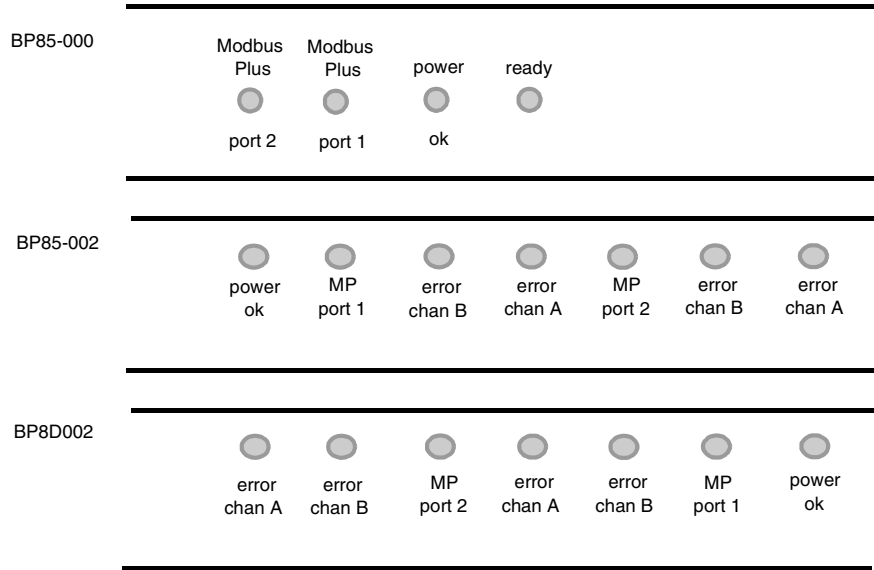 BP85-000
Modbus Modbus
Plus Plus power ready
port 2 port 1 ok
BP85-002
power MP error error MP error error
ok port 1 chan B chan A port 2 chan B chan A
BP8D002
error error MP error error MP power
chan A chan B port 2 chan A chan B port 1 ok